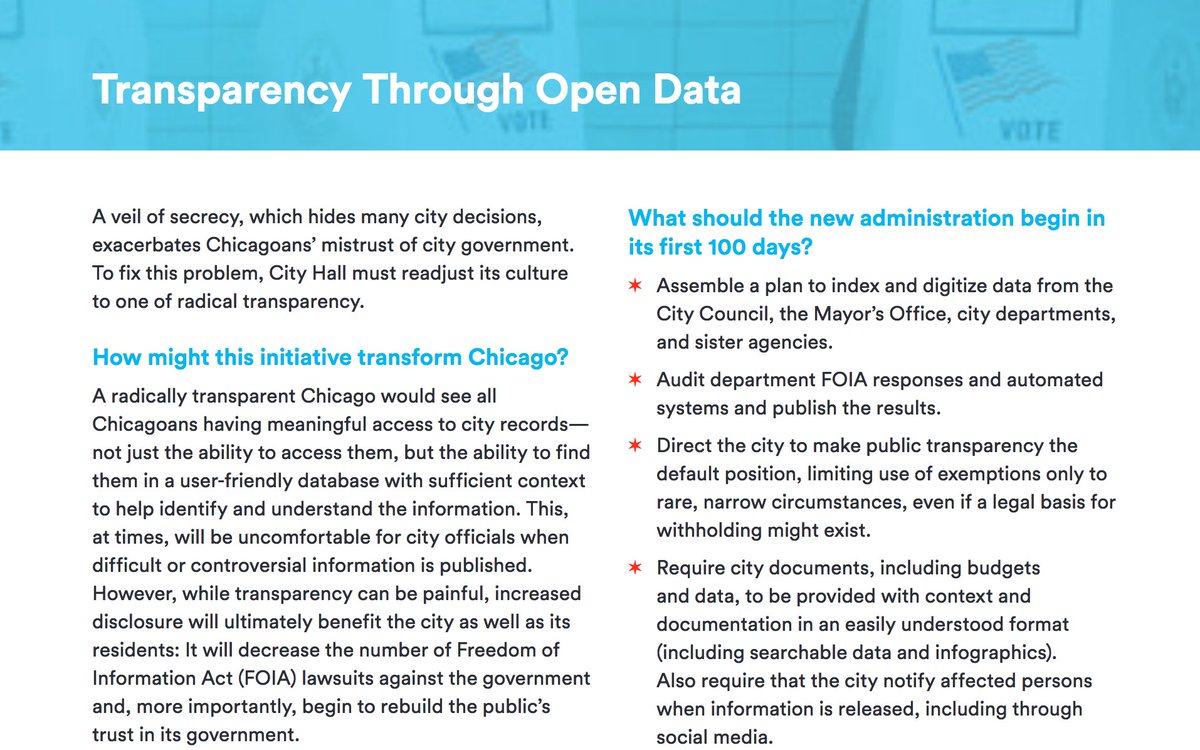 Transparency Through Open Data
VOTE
VOTE
A veil of secrecy, which hides many city decisions,
exacerbates Chicagoans’ mistrust of city government.
To fix this problem, City Hall must readjust its culture
to one of radical transparency.
How might this initiative transform Chicago?
A radically transparent Chicago would see all
Chicagoans having meaningful access to city records—
not just the ability to access them, but the ability to find
them in a user-friendly database with sufficient context
to help identify and understand the information. This,
at times, will be uncomfortable for city officials when
difficult or controversial information is published.
However, while transparency can be painful, increased
disclosure will ultimately benefit the city as well as its
residents: It will decrease the number of Freedom of
Information Act (FOIA) lawsuits against the government
and, more importantly, begin to rebuild the public’s
trust in its government.
What should the new administration begin in
its first 100 days?
✶ Assemble a plan to index and digitize data from the
City Council, the Mayor’s Office, city departments,
and sister agencies.
✶ Audit department FOIA responses and automated
systems and publish the results.
✶ Direct the city to make public transparency the
default position, limiting use of exemptions only to
rare, narrow circumstances, even if a legal basis for
withholding might exist.
✶ Require city documents, including budgets
and data, to be provided with context and
documentation in an easily understood format
(including searchable data and infographics).
Also require that the city notify affected persons
when information is released, including through
social media.